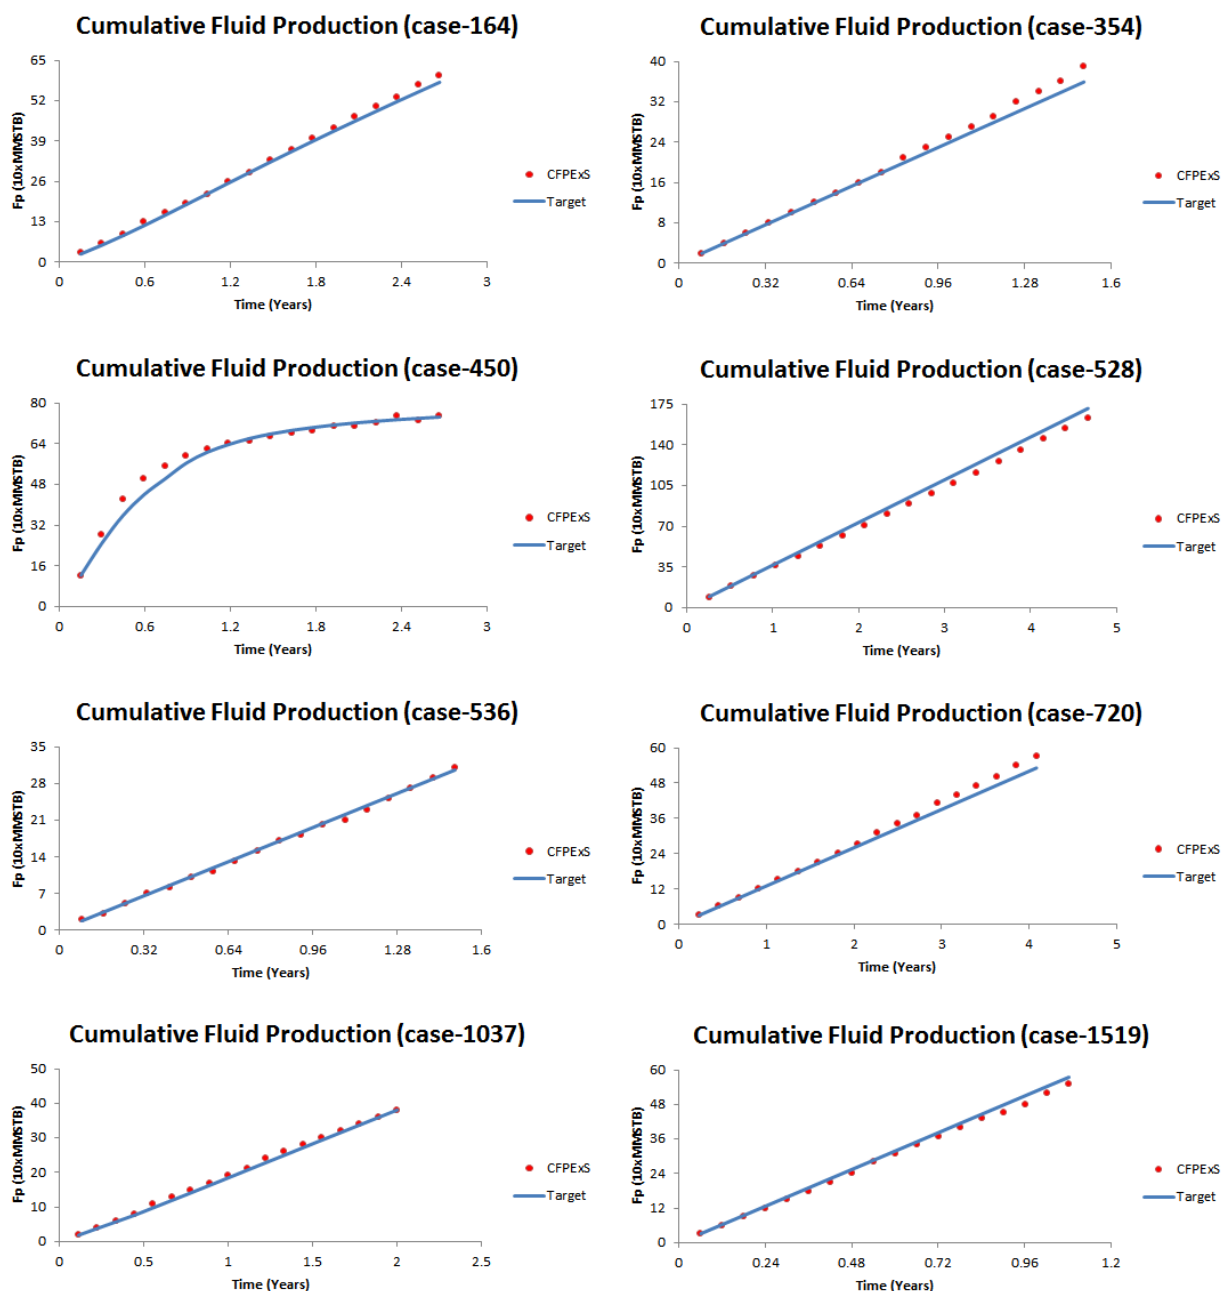 Cumulative Fluid Production (case-164)
Fp (10xMMSTB)
65
52
39
26
13
0
0 0.6 1.2 1.8 2.4 3
Time (Years)
CFPExS
Target
Cumulative Fluid Production (case-354)
Fp (10xMMSTB)
40
32
24
16
8
0
0 0.32 0.64 0.96 1.28 1.6
Time (Years)
CFPExS
Target
Cumulative Fluid Production (case-450)
Fp (10xMMSTB)
80
64
48
32
16
0
0 0.6 1.2 1.8 2.4 3
Time (Years)
CFPExS
Target
Cumulative Fluid Production (case-528)
Fp (10xMMSTB)
175
140
105
70
35
0
0 1 2 3 4 5
Time (Years)
CFPExS
Target
Cumulative Fluid Production (case-536)
Fp (10xMMSTB)
35
28
21
14
7
0
0 0.32 0.64 0.96 1.28 1.6
Time (Years)
CFPExS
Target
Cumulative Fluid Production (case-720)
Fp (10xMMSTB)
60
48
36
24
12
0
0 1 2 3 4 5
Time (Years)
CFPExS
Target
Cumulative Fluid Production (case-1037)
Fp (10xMMSTB)
50
40
30
20
10
0
0 0.5 1 1.5 2 2.5
Time (Years)
CFPExS
Target
Cumulative Fluid Production (case-1519)
Fp (10xMMSTB)
60
48
36
24
12
0
0 0.24 0.48 0.72 0.96 1.2
Time (Years)
CFPExS
Target